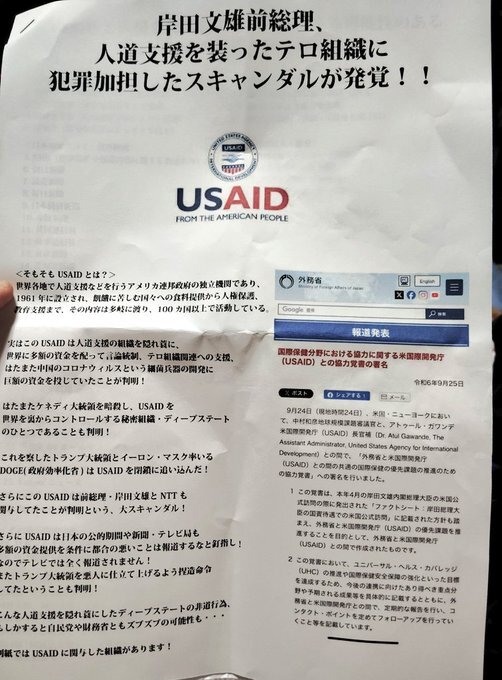 岸田文雄前総理、
人道支援を装ったテロ組織に
犯罪加担したスキャンダルが発覚！！
UNITED STATES AGENCY
USAID
INTERNATIONAL DEVELOPMENT
USAID
FROM THE AMERICAN PEOPLE
＜そもそも USAID とは？＞
世界各地で人道支援などを行うアメリカ連邦政府の独立機関であり、
1961 年に設立され、飢餓に苦しむ国々への食料提供から人権保護、
教育支援まで、その内容は多岐に渡り、100 カ国以上で活動している。
実はこの USAID は人道支援の組織を隠れ蓑に、
世界に多額の資金を配って言論統制、テロ組織関連への支援、
はたまた中国のコロナウィルスという細菌兵器の開発に
巨額の資金を投じていたことが判明！
はたまたケネディ大統領を暗殺し、USAID を
世界を裏からコントロールする秘密組織・ディープステート
のひとつであることも判明！
これを察したトランプ大統領とイーロン・マスク率いる
DOGE(政府効率化省)は USAID を閉鎖に追い込んだ！
さらにこの USAID は前総理・岸田文雄と NTT も
関与してたことが判明という、大スキャンダル！
さらに USAID は日本の公的期間や新聞・テレビ局も
多額の資金提供を条件に都合の悪いことは報道するなと釘指し！
なのでテレビでは全く報道されません！
またトランプ大統領を悪人に仕立て上げるよう捏造命令
してたということも判明！
こんな人道支援を隠れ蓑にするディープステートの非道行為、
もしかすると自民党や財務省ともズブズブの可能性も・・・
別紙では USAID に関与した組織があります！
外務省
Ministry of Foreign Affairs of Japan
English
Google 提供
検索
報道発表
国際保健分野における協力に関する米国国際開発庁
（USAID）との協力覚書の署名
令和6年9月25日
ポスト
シェアする
メール
9月24日（現地時間24日）、米国・ニューヨークにおい
て、中村和彦地球規模課題審議官と、アトゥール・ガワンデ
米国際開発庁（USAID）長官補（Dr. Atul Gawande, The
Assistant Administrator, United States Agency for International
Development）との間で、「外務省と米国際開発庁
（USAID）との間の共通の国際保健の優先課題の推進のため
の協力覚書」への署名を行いました。
1 この覚書は、本年4月の岸田文雄内閣総理大臣の米国公
式訪問の際に発出された「ファクトシート：岸田総理大
臣の国賓待遇での米国公式訪問」に記載された方針も踏
まえ、外務省と米国際開発庁（USAID）の優先課題を推
進することを目的として、外務省と米国際開発庁
（USAID）との間で作成されたものです。
2 この覚書において、ユニバーサル・ヘルス・カバレッジ
（UHC）の推進や国際保健安全保障の強化といった目標
を達成するため、今後の連携に向けたあり得べき重点分
野や予期される成果等を具体的に記載するとともに、外
務省と米国際開発庁との間で、定期的な報告を行い、コ
ンタクト・ポイントを定めてフォローアップを行ってい
くこと等を記載しています。